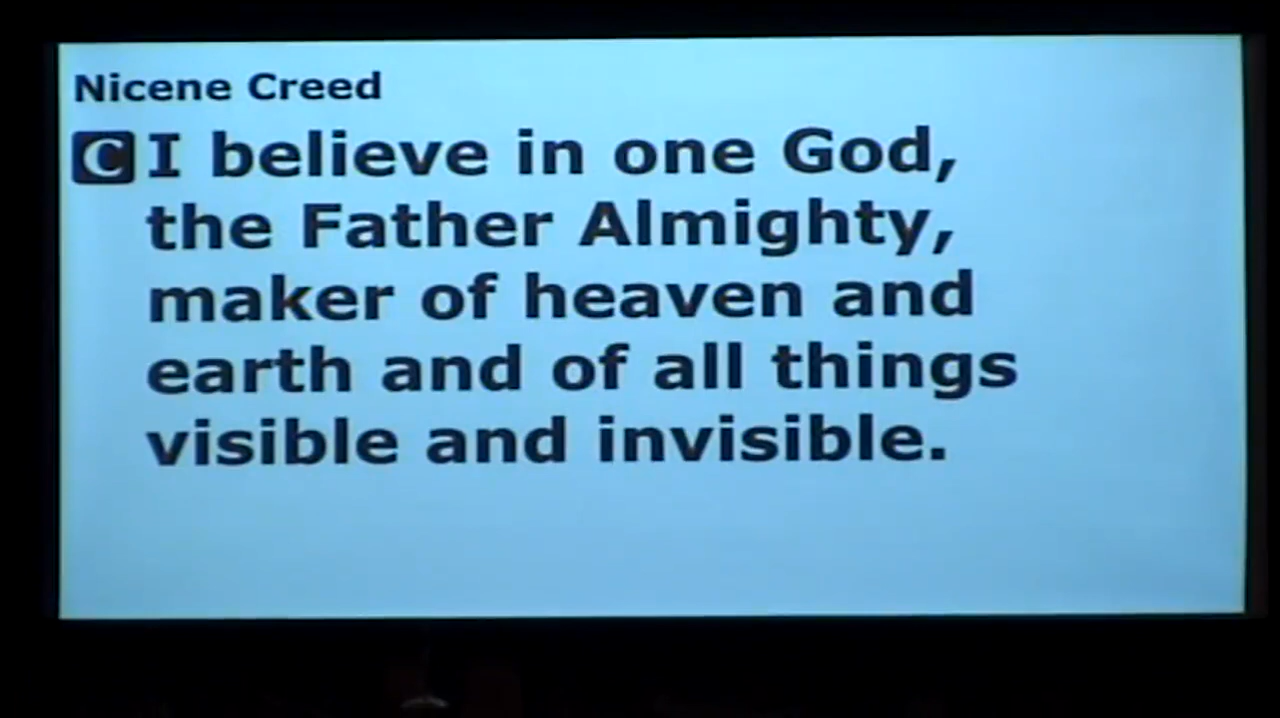 Nicene Creed
C I believe in one God,
the Father Almighty,
maker of heaven and
earth and of all things
visible and invisible.